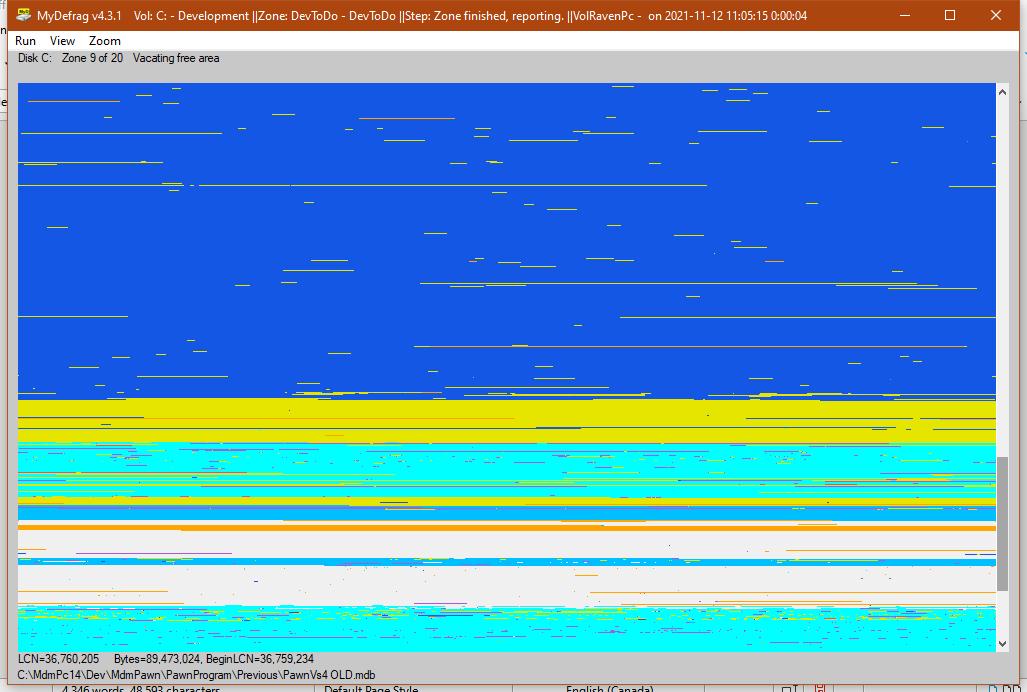 MyDefrag v4.3.1 Vol: C: - Development ||Zone: DevToDo - DevToDo ||Step: Zone finished, reporting. ||VolRavenPc - on 2021-11-12 11:05:15 0:00:04
Run View Zoom
Disk C: Zone 9 of 20 Vacating free area
LCN=36,760,205 Bytes=89,473,024, BeginLCN=36,759,234
C:\MdmPc14\Dev\MdmPawn\PawnProgram\Previous\PawnVs4 OLD.mdb
4,346 words, 48,593 characters Default Page Style English (Canada)